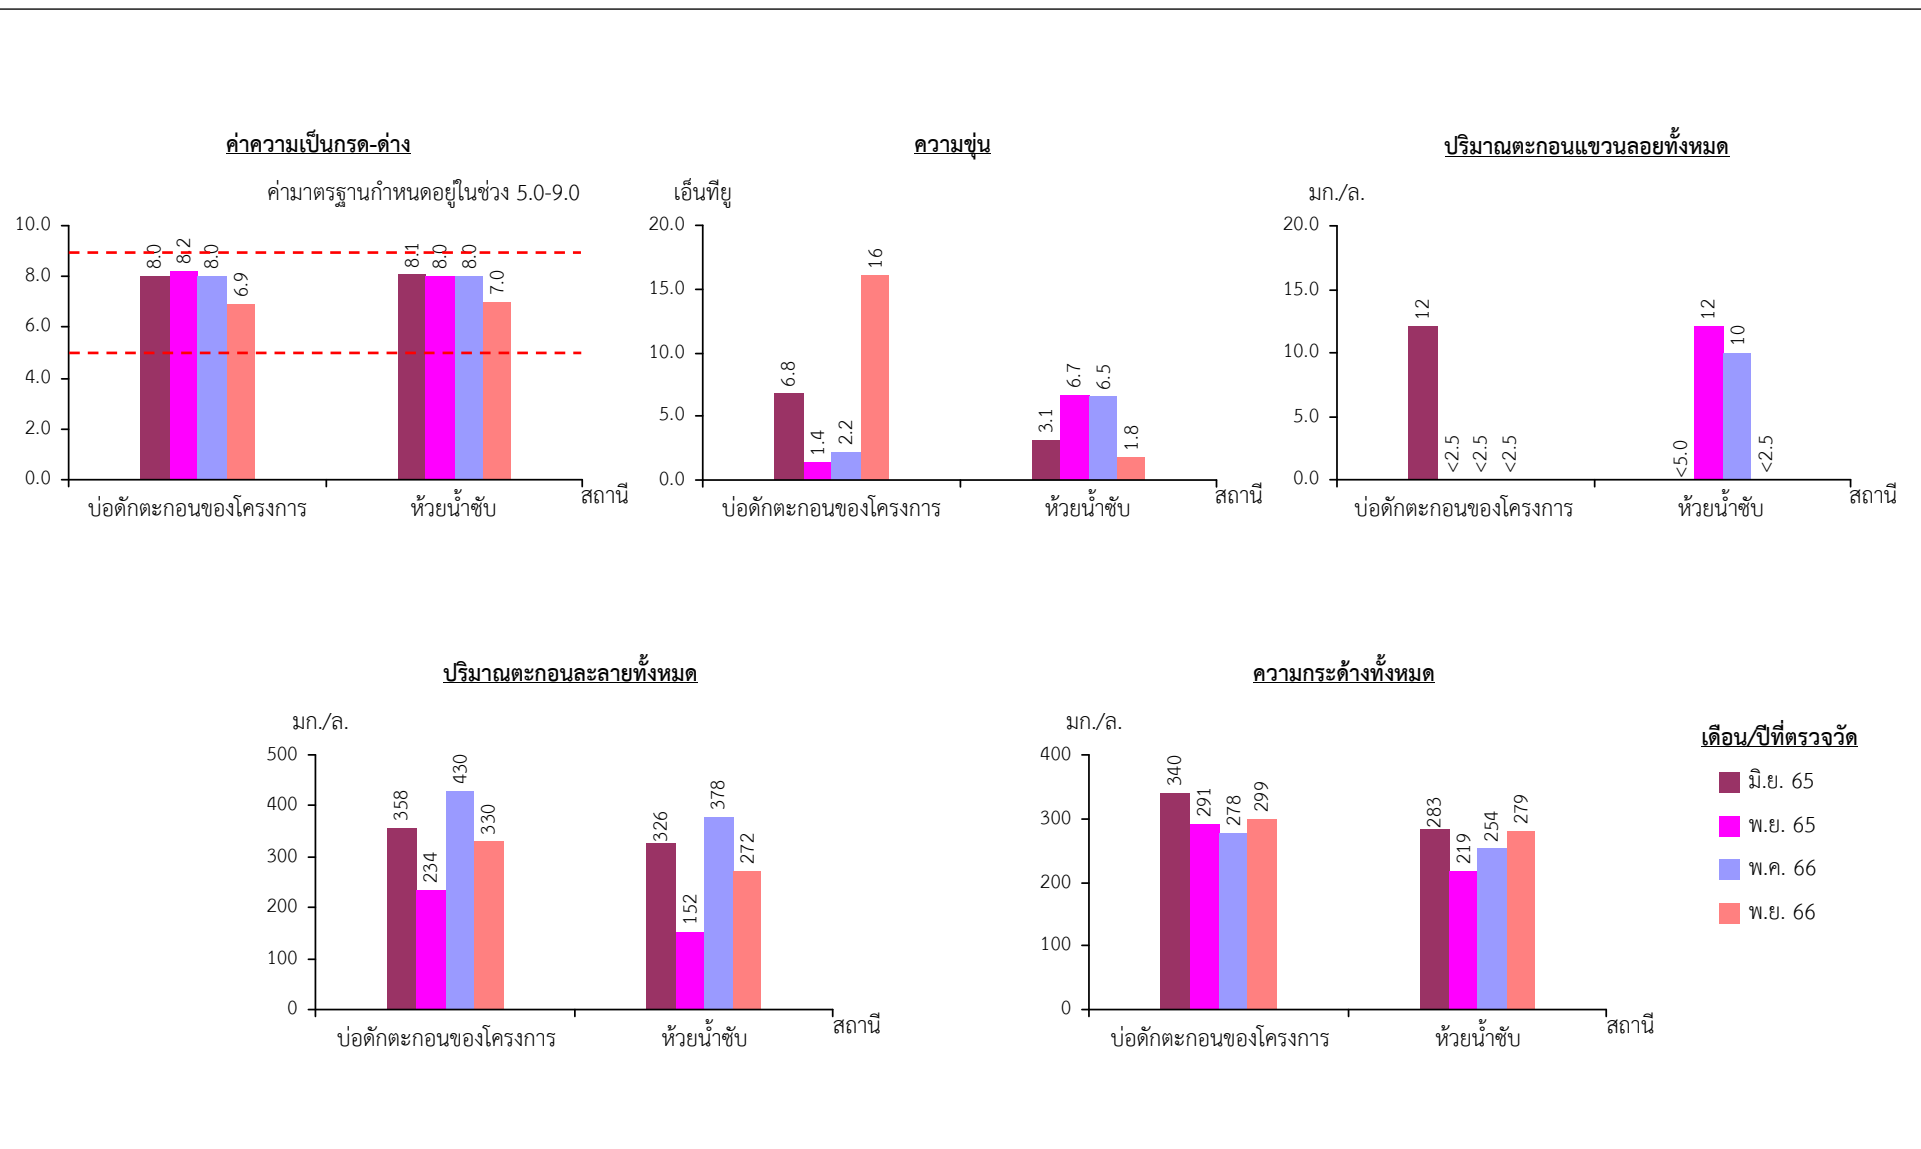 ค่าความเป็นกรด-ด่าง
ค่ามาตรฐานกำหนดอยู่ในช่วง 5.0-9.0
10.0
8.0
6.0
4.0
2.0
0.0
8.0 8.2 8.0 6.9
8.1 8.0 8.0 7.0
บ่อดักตะกอนของโครงการ ห้วยน้ำซับ สถานี
ความขุ่น
เอ็นทียู
20.0
15.0
10.0
5.0
0.0
6.8 1.4 2.2 16
3.1 6.7 6.5 1.8
บ่อดักตะกอนของโครงการ ห้วยน้ำซับ สถานี
ปริมาณตะกอนแขวนลอยทั้งหมด
มก./ล.
20.0
15.0
10.0
5.0
0.0
12 <2.5 <2.5 <2.5
<5.0 12 10 <2.5
บ่อดักตะกอนของโครงการ ห้วยน้ำซับ สถานี
ปริมาณตะกอนละลายทั้งหมด
มก./ล.
500
400
300
200
100
0
358 234 430 330
326 152 378 272
บ่อดักตะกอนของโครงการ ห้วยน้ำซับ สถานี
ความกระด้างทั้งหมด
มก./ล.
400
300
200
100
0
340 291 278 299
283 219 254 279
บ่อดักตะกอนของโครงการ ห้วยน้ำซับ สถานี
เดือน/ปีที่ตรวจวัด
มิ.ย. 65
พ.ย. 65
พ.ค. 66
พ.ย. 66